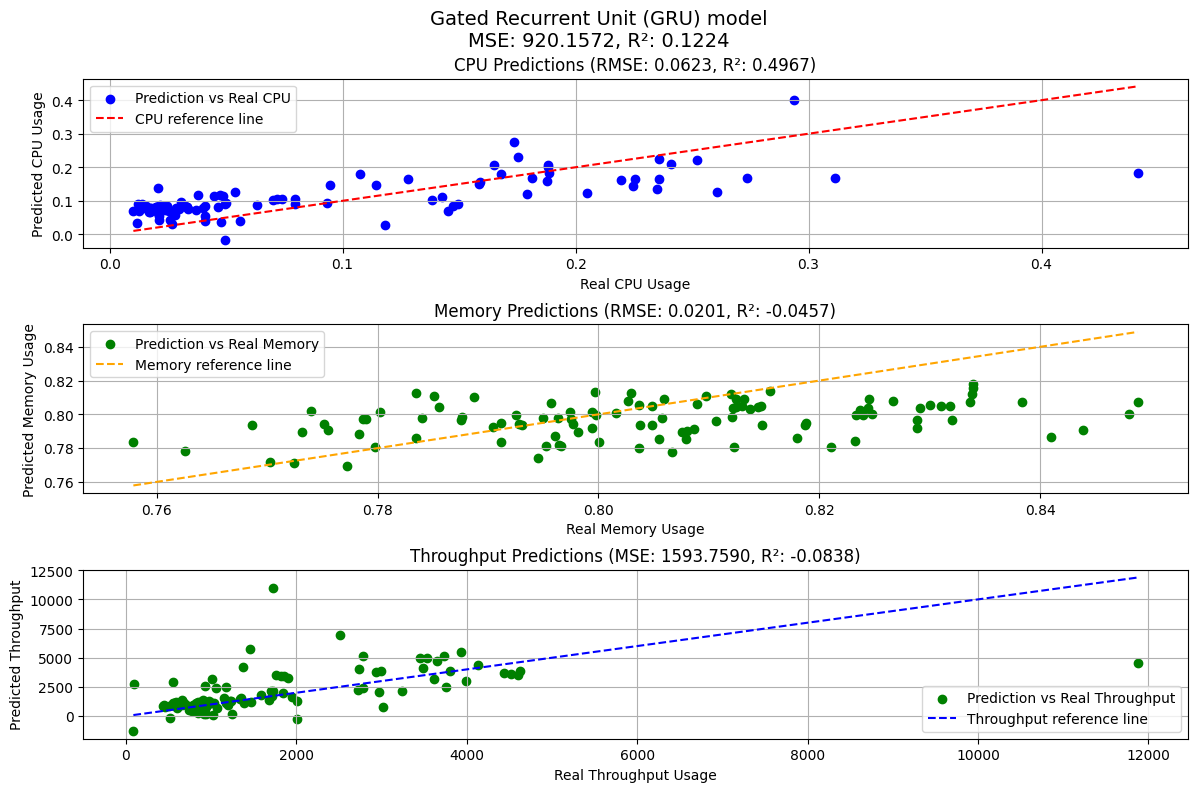 Gated Recurrent Unit (GRU) model
MSE: 920.1572, R²: 0.1224
CPU Predictions (RMSE: 0.0623, R²: 0.4967)
Predicted CPU Usage
0.4
0.3
0.2
0.1
0.0
Prediction vs Real CPU
CPU reference line
0.0 0.1 0.2 0.3 0.4
Real CPU Usage
Memory Predictions (RMSE: 0.0201, R²: -0.0457)
Predicted Memory Usage
0.84
0.82
0.80
0.78
0.76
Prediction vs Real Memory
Memory reference line
0.76 0.78 0.80 0.82 0.84
Real Memory Usage
Throughput Predictions (MSE: 1593.7590, R²: -0.0838)
Predicted Throughput
12500
10000
7500
5000
2500
0
Prediction vs Real Throughput
Throughput reference line
0 2000 4000 6000 8000 10000 12000
Real Throughput Usage